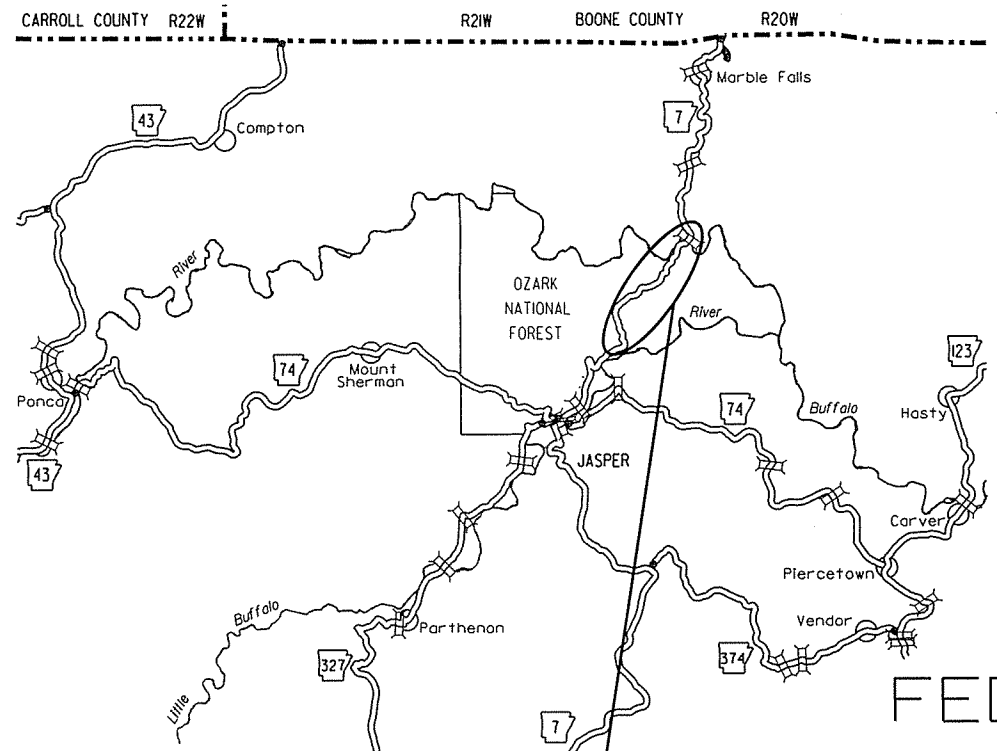 CARROLL COUNTY R22W R21W BOONE COUNTY R20W
Marble Falls
7
43
Compton
River
OZARK
NATIONAL
FOREST
River
74
Mount
Sherman
123
Ponca
Buffalo
Hasty
74
43
JASPER
Carver
Piercetown
Buffalo
Parthenon
Vendor
327
374
Little
7
FED